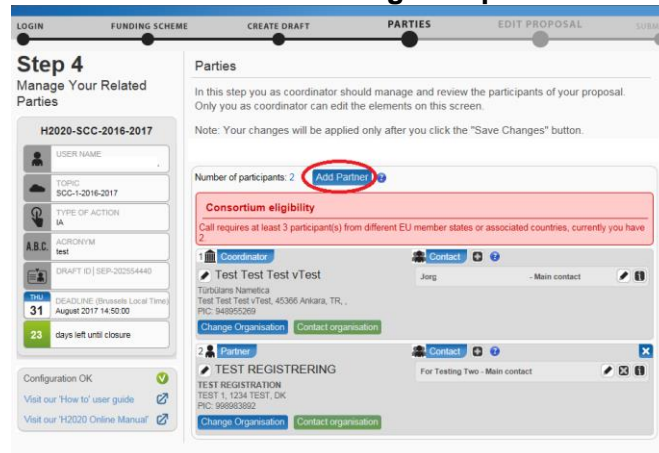 LOGIN
FUNDING SCHEME
CREATE DRAFT
PARTIES
EDIT PROPOSAL
Step 4
Manage Your Related
Parties
H2020-SCC-2016-2017
USER NAME
TOPIC
SCC-1-2016-2017
TYPE OF ACTION
IA
A.B.C.
ACRONYM
test
DRAFT ID SEP-202554440
THU
31
DEADLINE (Brussels Local Time)
August 2017 14:50:00
23
days left until closure
Configuration OK
Visit our 'How to' user guide
Visit our 'H2020 Online Manual'
Parties
In this step you as coordinator should manage and review the participants of your proposal.
Only you as coordinator can edit the elements on this screen.
Note: Your changes will be applied only after you click the "Save Changes" button.
Number of participants: 2 Add Partner
Consortium eligibility
Call requires at least 3 participant(s) from different EU member states or associated countries, currently you have
2.
1 Coordinator
Contact
Test Test Test vTest
Jorg - Main contact
Türbülans Nametica
Test Test Test vTest, 45366 Ankara, TR, ,
PIC: 948955269
Change Organisation Contact organisation
2 Partner
Contact
TEST REGISTRERING
For Testing Two - Main contact
TEST REGISTRATION
TEST 1, 1234 TEST, DK
PIC: 998983892
Change Organisation Contact organisation